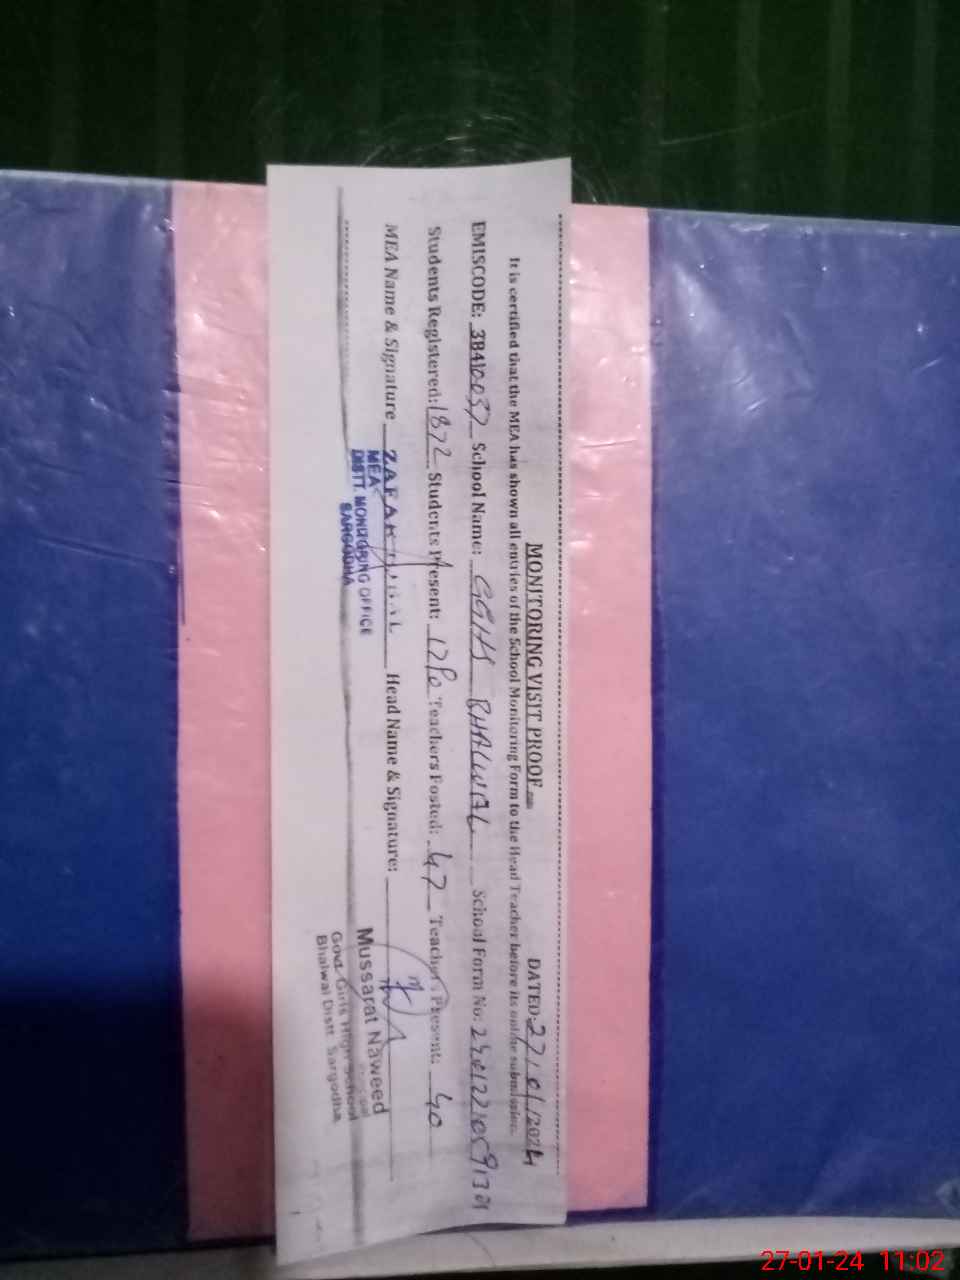 MONITORING VISIT PROOF
DATED: 27/01/2024
It is certified that the MEA has shown all entries of the School Monitoring Form to the Head Teacher before its online submission.
EMISCODE: 38410037 School Name: GGHS BHALWAL School Form No:
Students Registered: 1872 Students Present: Teachers Posted: 47 Teachers Present: 40
MEA Name & Signature ZAFAR IQBAL Head Name & Signature:
MEA
DISTT. MONITORING OFFICE
SARGODHA
Mussarat Naweed
Principal
Govt. Girls High School
Bhalwal Distt. Sargodha
27-01-24 11:02